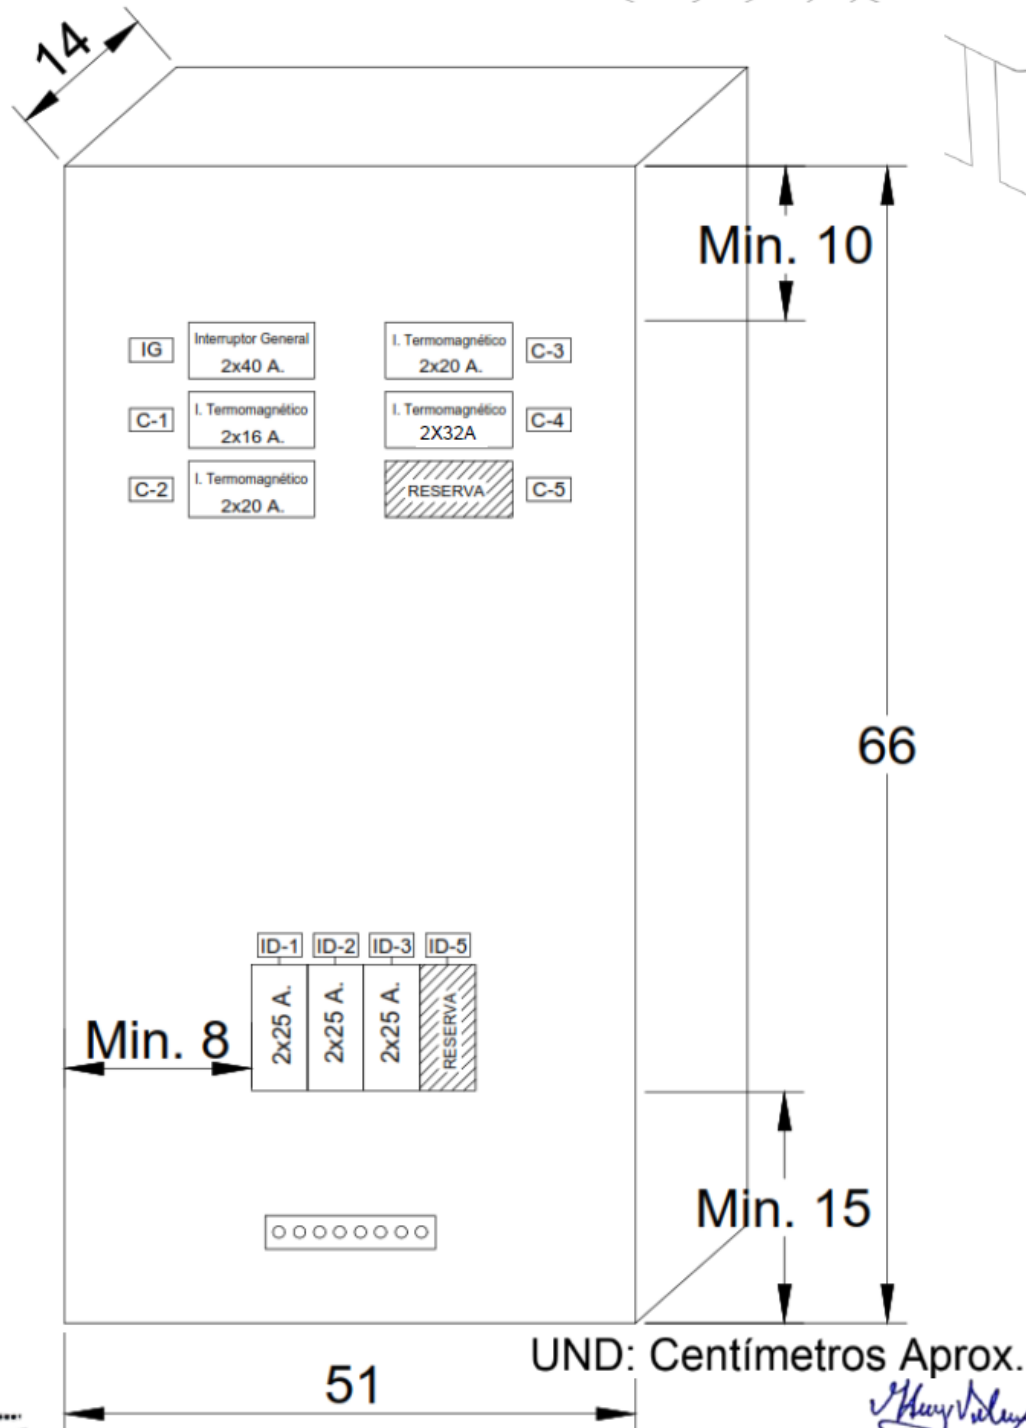 14
Min. 10
IG
Interruptor General
2x40 A.
I. Termomagnético
2x20 A.
C-3
C-1
I. Termomagnético
2x16 A.
I. Termomagnético
2X32A
C-4
C-2
I. Termomagnético
2x20 A.
RESERVA
C-5
66
ID-1 ID-2 ID-3 ID-5
2x25 A.
2x25 A.
2x25 A.
RESERVA
Min. 8
Min. 15
UND: Centímetros Aprox.
51